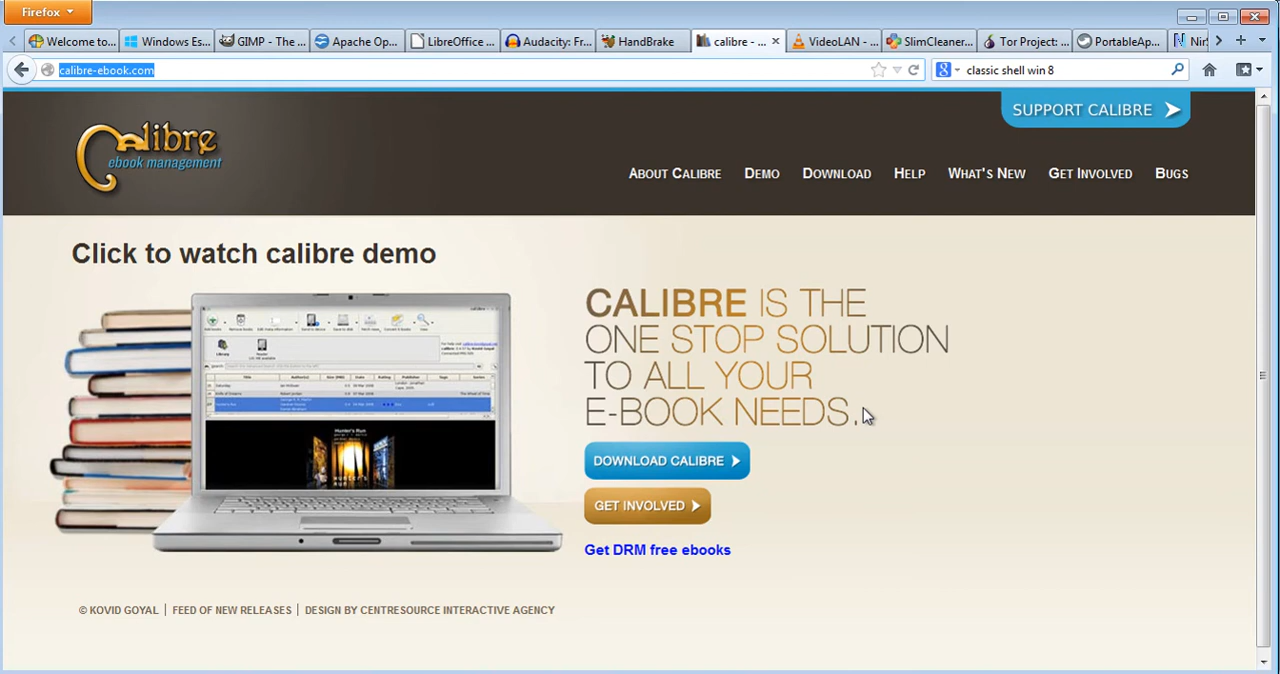 Firefox
Welcome to...
Windows Es...
GIMP - The ...
Apache Op...
LibreOffice ...
Audacity: Fr...
HandBrake
calibre - ...
VideoLAN - ...
SlimCleaner...
Tor Project: ...
PortableAp...
calibre-ebook.com
classic shell win 8
SUPPORT CALIBRE
Calibre
ebook management
ABOUT CALIBRE
DEMO
DOWNLOAD
HELP
WHAT'S NEW
GET INVOLVED
BUGS
Click to watch calibre demo
CALIBRE IS THE
ONE STOP SOLUTION
TO ALL YOUR
E-BOOK NEEDS.
DOWNLOAD CALIBRE
GET INVOLVED
Get DRM free ebooks
© KOVID GOYAL | FEED OF NEW RELEASES | DESIGN BY CENTRESOURCE INTERACTIVE AGENCY